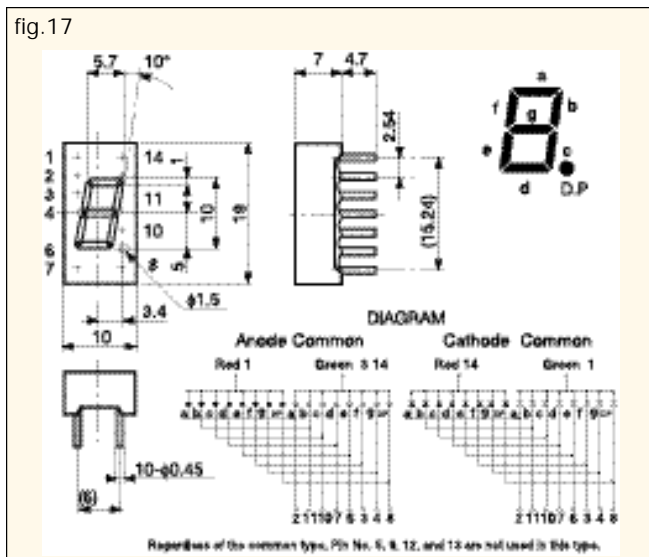 fig.17
5.7 10°
7 4.7
a
f g b
e c
d D.P
2.54
(15.24)
1 14
2
3 11
4
10
6 8
7
1
10
5
19
φ1.5
3.4
10
10-φ0.45
(6)
DIAGRAM
Anode Common Cathode Common
Red 1 Green 3 14 Red 14 Green 1
a b c d e f g a b c d e f g a b c d e f g a b c d e f g
2 11 10 7 6 3 4 8 2 11 10 7 6 3 4 8
Regardless of the common type, Pin No. 5, 9, 12, and 13 are not used in this type.